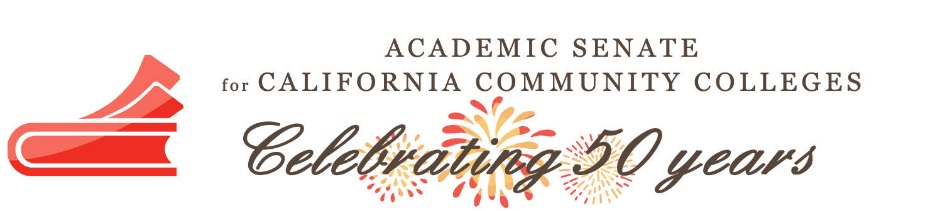 ACADEMIC SENATE
for CALIFORNIA COMMUNITY COLLEGES
Celebrating 50 years